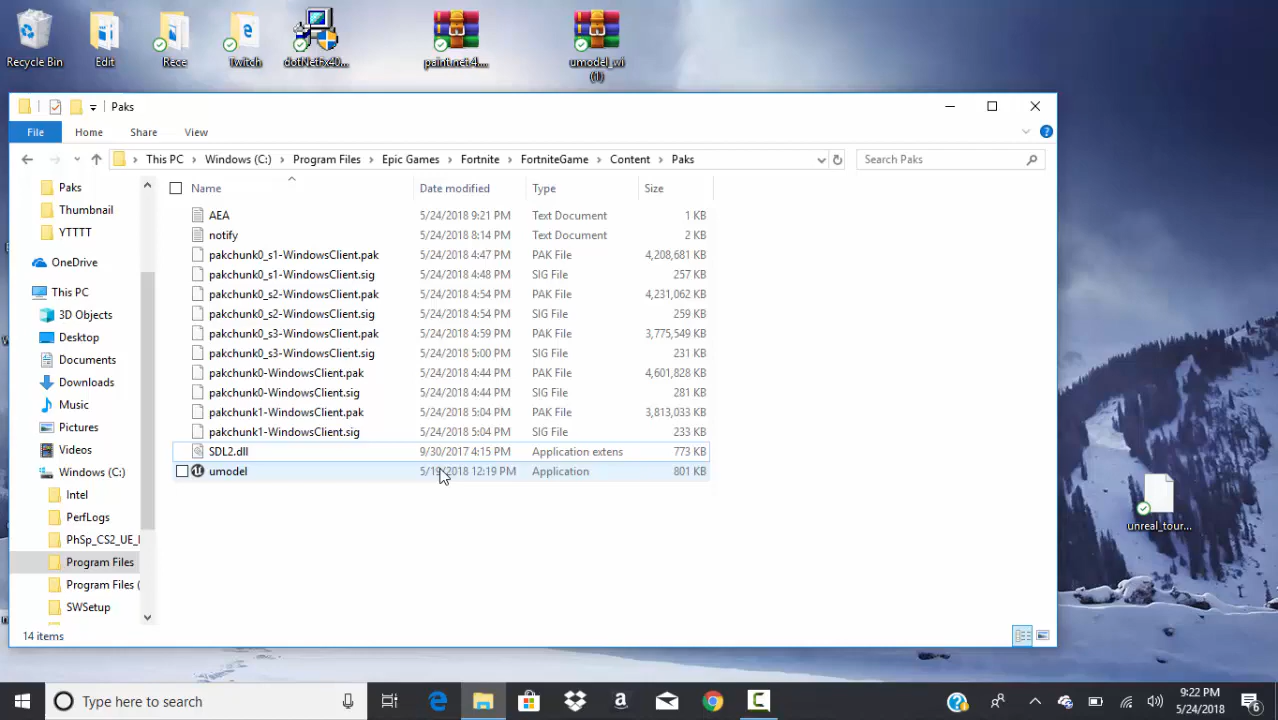 Recycle Bin
Edit
Rece
Twitch
dotNetFx40...
paint.net.4....
umodel_wi
(1)
Paks
File
Home
Share
View
This PC
Windows (C:)
Program Files
Epic Games
Fortnite
FortniteGame
Content
Paks
Search Paks
Paks
Thumbnail
YTTTT
OneDrive
This PC
3D Objects
Desktop
Documents
Downloads
Music
Pictures
Videos
Windows (C:)
Intel
PerfLogs
PhSp_CS2_UE_I
Program Files
Program Files (
SWSetup
Name Date modified Type Size
AEA 5/24/2018 9:21 PM Text Document 1 KB
notify 5/24/2018 8:14 PM Text Document 2 KB
pakchunk0_s1-WindowsClient.pak 5/24/2018 4:47 PM PAK File 4,208,681 KB
pakchunk0_s1-WindowsClient.sig 5/24/2018 4:48 PM SIG File 257 KB
pakchunk0_s2-WindowsClient.pak 5/24/2018 4:54 PM PAK File 4,231,062 KB
pakchunk0_s2-WindowsClient.sig 5/24/2018 4:54 PM SIG File 259 KB
pakchunk0_s3-WindowsClient.pak 5/24/2018 4:59 PM PAK File 3,775,549 KB
pakchunk0_s3-WindowsClient.sig 5/24/2018 5:00 PM SIG File 231 KB
pakchunk0-WindowsClient.pak 5/24/2018 4:44 PM PAK File 4,601,828 KB
pakchunk0-WindowsClient.sig 5/24/2018 4:44 PM SIG File 281 KB
pakchunk1-WindowsClient.pak 5/24/2018 5:04 PM PAK File 3,813,033 KB
pakchunk1-WindowsClient.sig 5/24/2018 5:04 PM SIG File 233 KB
SDL2.dll 9/30/2017 4:15 PM Application extens 773 KB
umodel 5/19/2018 12:19 PM Application 801 KB
14 items
unreal_tour...
Type here to search
9:22 PM
5/24/2018
6